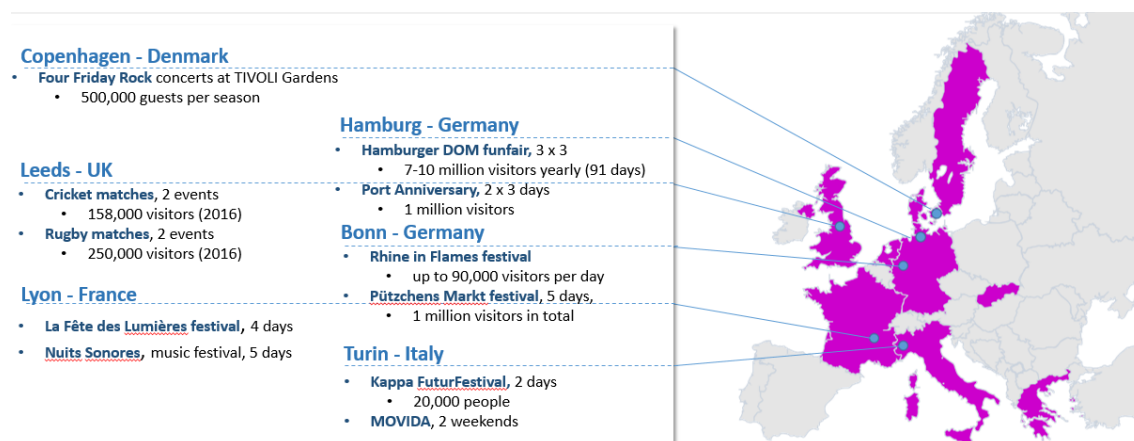 Copenhagen - Denmark
• Four Friday Rock concerts at TIVOLI Gardens
• 500,000 guests per season
Leeds - UK
• Cricket matches, 2 events
• 158,000 visitors (2016)
• Rugby matches, 2 events
• 250,000 visitors (2016)
Lyon - France
• La Fête des Lumières festival, 4 days
• Nuits Sonores, music festival, 5 days
Hamburg - Germany
• Hamburger DOM funfair, 3 x 3
• 7-10 million visitors yearly (91 days)
• Port Anniversary, 2 x 3 days
• 1 million visitors
Bonn - Germany
• Rhine in Flames festival
• up to 90,000 visitors per day
• Pützchens Markt festival, 5 days,
• 1 million visitors in total
Turin - Italy
• Kappa FuturFestival, 2 days
• 20,000 people
• MOVIDA, 2 weekends